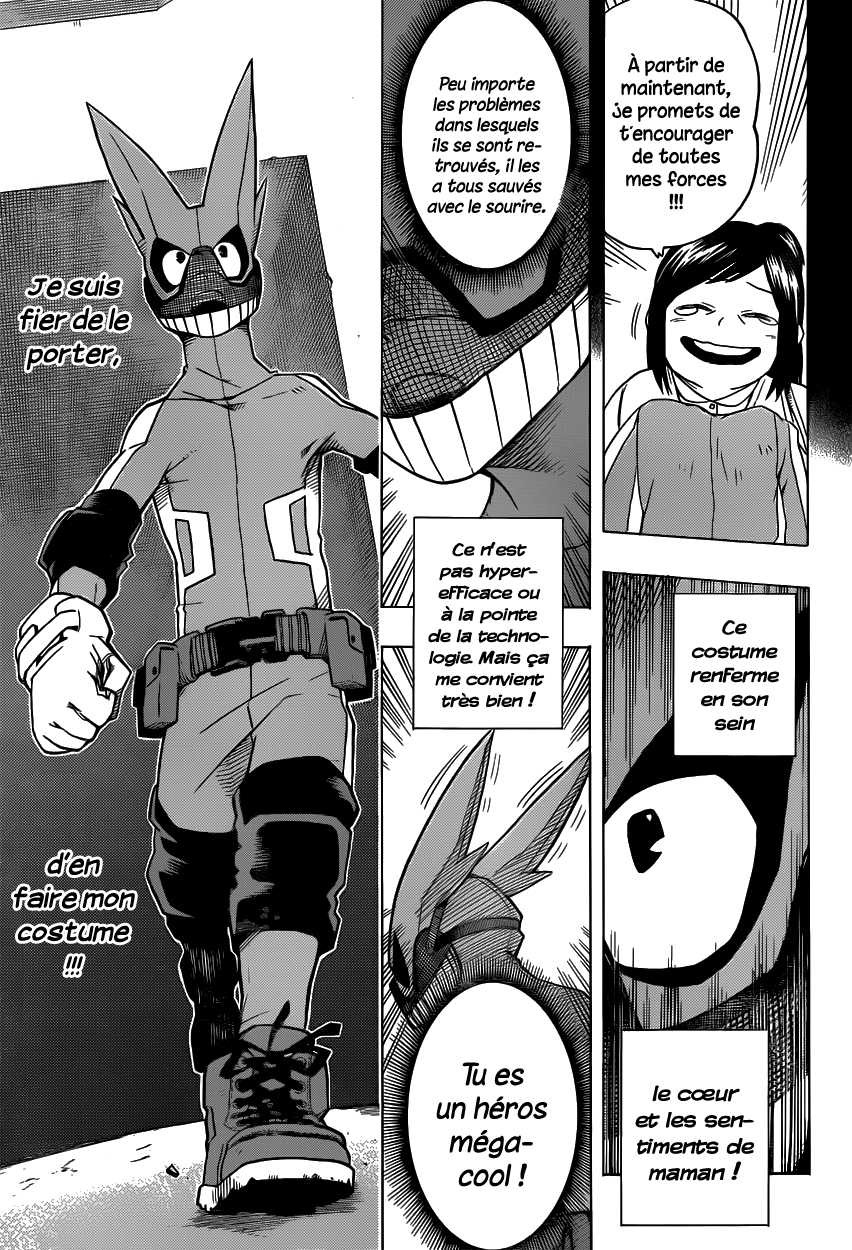 À partir de
maintenant,
je promets de
t'encourager
de toutes
mes forces
!!!
Ce
costume
renferme
en son
sein
le cœur
et les sen-
timents de
maman !
Peu importe
les problèmes
dans lesquels
ils se sont re-
trouvés, il les
a tous sauvés
avec le sourire.
Ce n'est
pas hyper-
efficace ou
à la pointe
de la techno-
logie. Mais ça
me convient
très bien !
Tu es
un héros
méga-
cool !
Je suis
fier de le
porter,
d'en
faire mon
costume
!!!